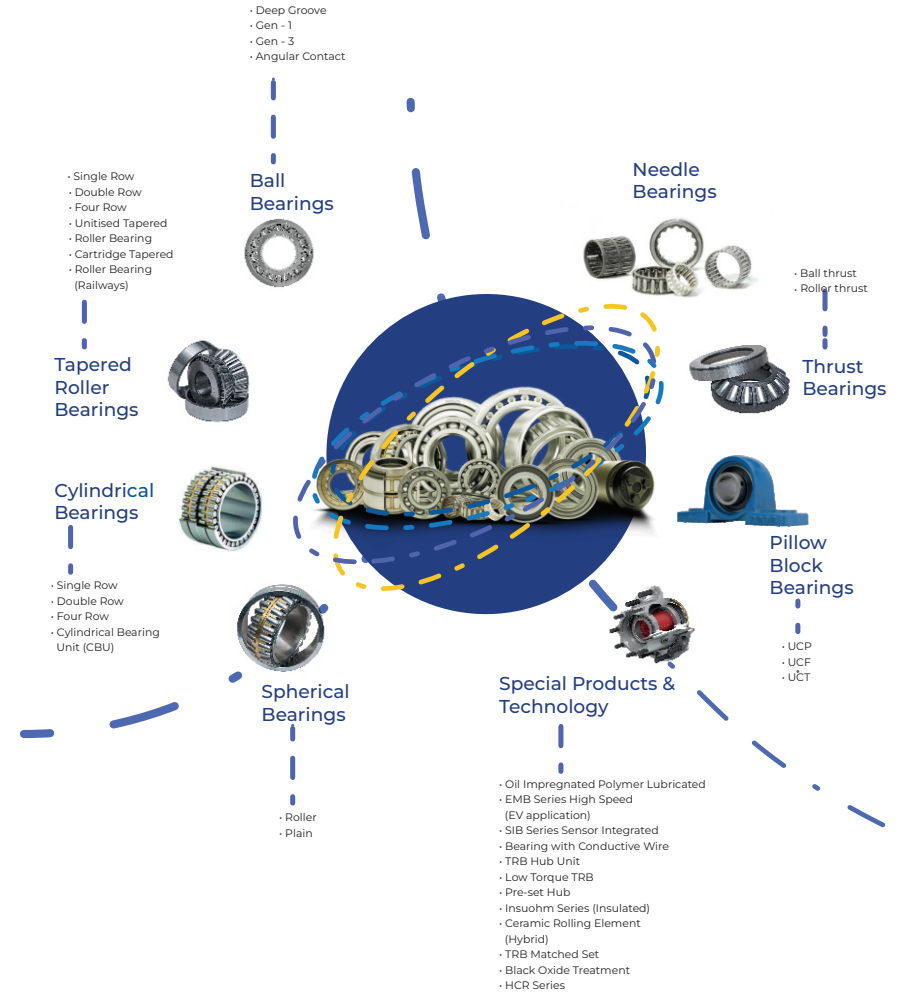 • Deep Groove
• Gen - 1
• Gen - 3
• Angular Contact
Ball
Bearings
Needle
Bearings
• Single Row
• Double Row
• Four Row
• Unitised Tapered
• Roller Bearing
• Cartridge Tapered
• Roller Bearing
(Railways)
Tapered
Roller
Bearings
• Ball thrust
• Roller thrust
Thrust
Bearings
Cylindrical
Bearings
• Single Row
• Double Row
• Four Row
• Cylindrical Bearing
Unit (CBU)
Pillow
Block
Bearings
• UCP
• UCF
• UCT
Spherical
Bearings
• Roller
• Plain
Special Products &
Technology
• Oil Impregnated Polymer Lubricated
• EMB Series High Speed
(EV application)
• SIB Series Sensor Integrated
• Bearing with Conductive Wire
• TRB Hub Unit
• Low Torque TRB
• Pre-set Hub
• Insuohm Series (Insulated)
• Ceramic Rolling Element
(Hybrid)
• TRB Matched Set
• Black Oxide Treatment
• HCR Series